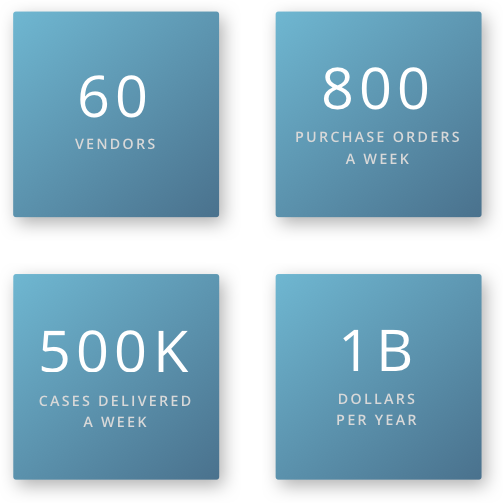 60
VENDORS
800
PURCHASE ORDERS
A WEEK
500K
CASES DELIVERED
A WEEK
1B
DOLLARS
PER YEAR